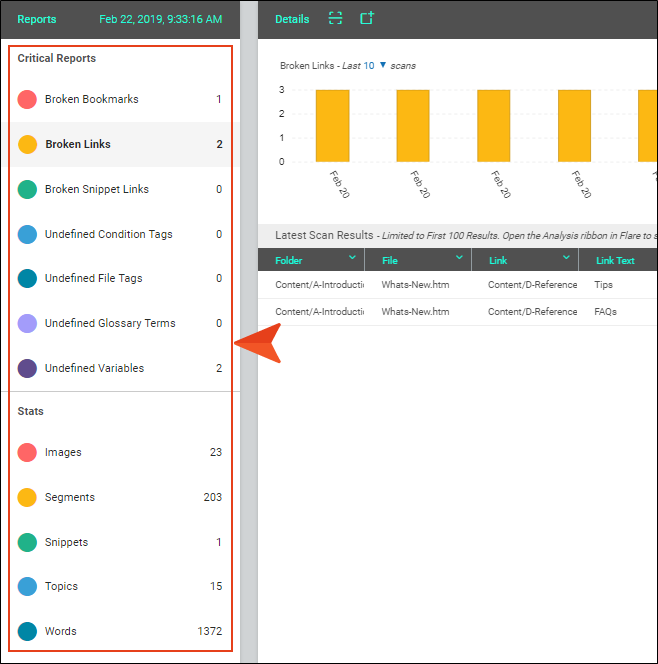 Reports Feb 22, 2019, 9:33:16 AM
Critical Reports
Broken Bookmarks 1
Broken Links 2
Broken Snippet Links 0
Undefined Condition Tags 0
Undefined File Tags 0
Undefined Glossary Terms 0
Undefined Variables 2
Stats
Images 23
Segments 203
Snippets 1
Topics 15
Words 1372
Details
Broken Links - Last 10 ▼ scans
3
2
1
0
Feb 20 Feb 20 Feb 20 Feb 20
Latest Scan Results - Limited to First 100 Results. Open the Analysis ribbon in Flare to s
Folder File Link Link Text
Content/A-Introducti Whats-New.htm Content/D-Reference Tips
Content/A-Introducti Whats-New.htm Content/D-Reference FAQs